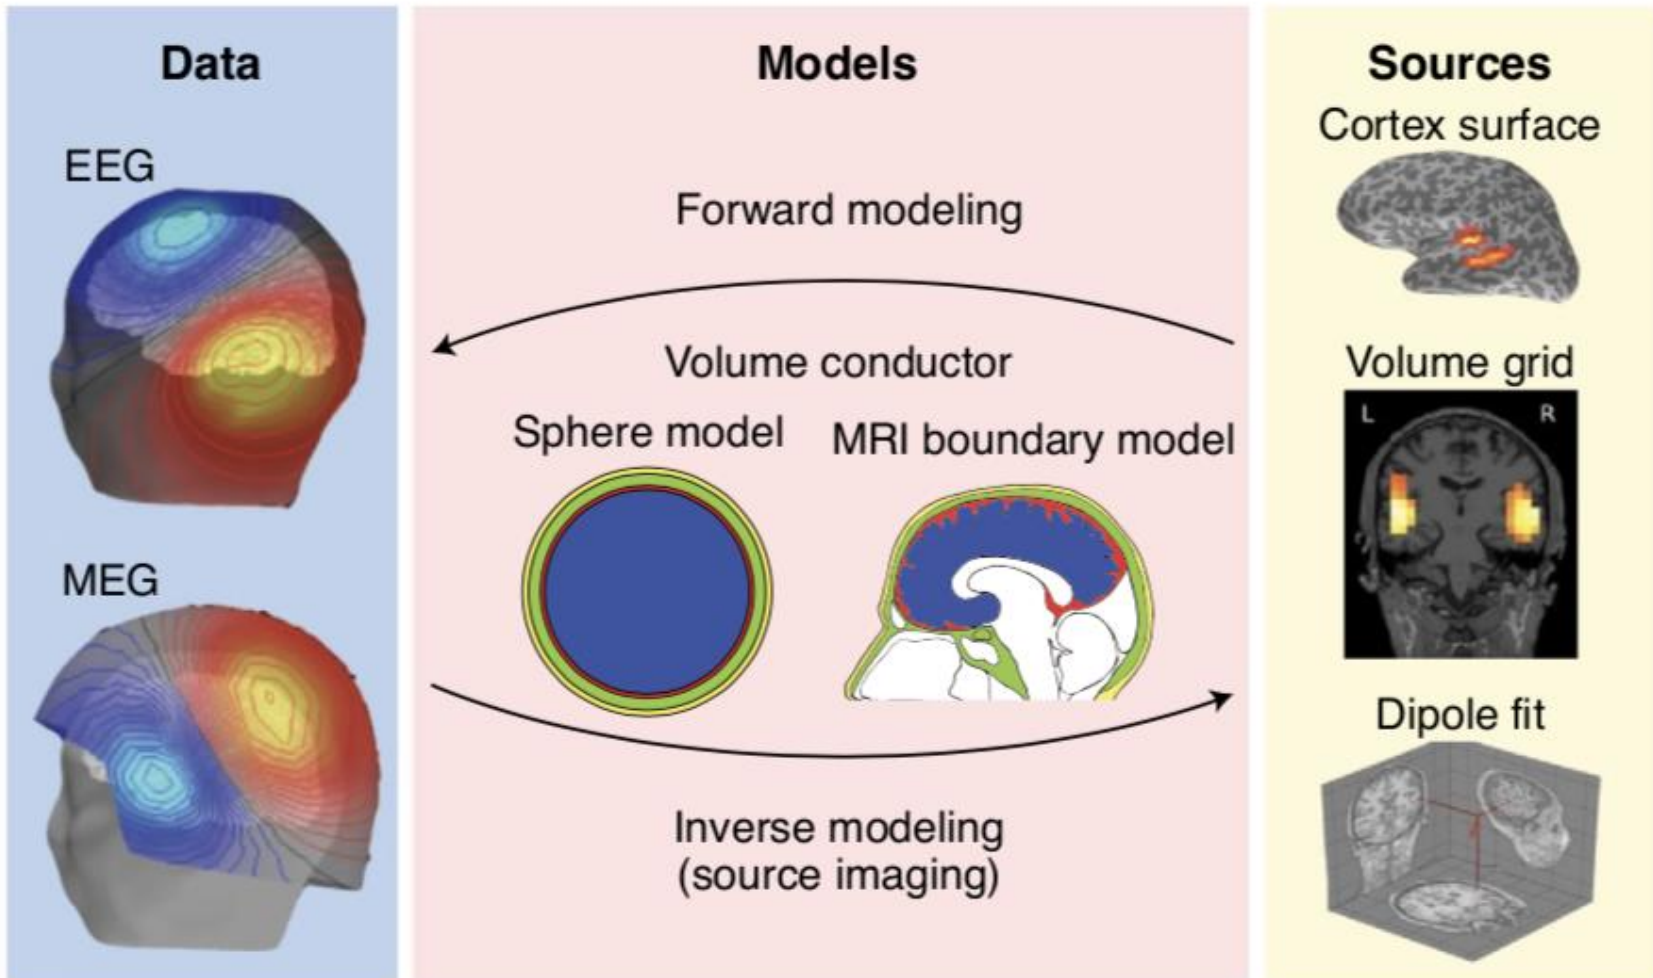 Data
EEG
MEG
Models
Forward modeling
Volume conductor
Sphere model
MRI boundary model
Inverse modeling
(source imaging)
Sources
Cortex surface
Volume grid
L R
Dipole fit